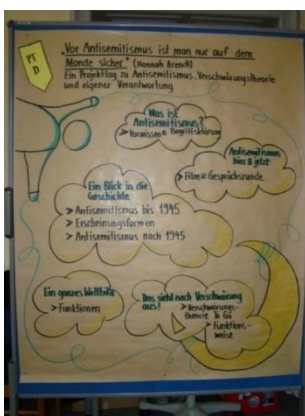 PT
D
„Vor Antisemitismus ist man nur auf dem
Monde sicher" (Hannah Arendt)
Ein Projekttag zu Antisemitismus, Verschwörungstheorie
und eigener Verantwortung
Was ist
Antisemitismus?
> Vorwissen & Begriffsklärung
Antisemitismus
hier & jetzt
> Film & Gesprächsrunde
Ein Blick in die
Geschichte
> Antisemitismus bis 1945
> Erscheinungsformen
> Antisemitismus nach 1945
Ein ganzes Weltbild
> Funktionen
Das sieht nach Verschwörung
aus!
> Verschwörungs-
theorie To Go
> Funktions-
weise